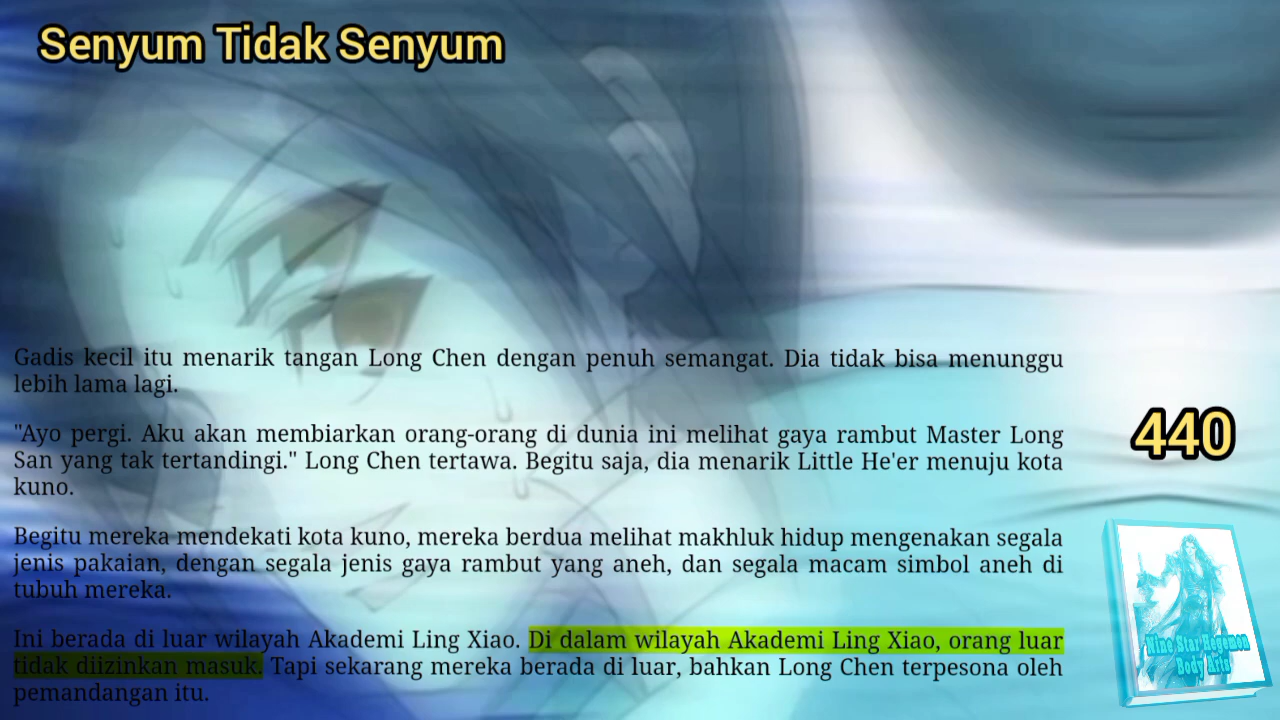 Senyum Tidak Senyum
Gadis kecil itu menarik tangan Long Chen dengan penuh semangat. Dia tidak bisa menunggu
lebih lama lagi.
"Ayo pergi. Aku akan membiarkan orang-orang di dunia ini melihat gaya rambut Master Long
San yang tak tertandingi." Long Chen tertawa. Begitu saja, dia menarik Little He'er menuju kota
kuno.
Begitu mereka mendekati kota kuno, mereka berdua melihat makhluk hidup mengenakan segala
jenis pakaian, dengan segala jenis gaya rambut yang aneh, dan segala macam simbol aneh di
tubuh mereka.
Ini berada di luar wilayah Akademi Ling Xiao. Di dalam wilayah Akademi Ling Xiao, orang luar
tidak diizinkan masuk. Tapi sekarang mereka berada di luar, bahkan Long Chen terpesona oleh
pemandangan itu.
440
Nine Star Hegemon
Body Arts